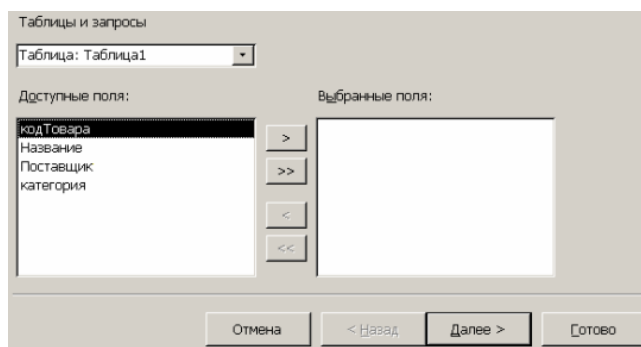 Таблицы и запросы
Таблица: Таблица1
Доступные поля:
Выбранные поля:
кодТовара
Название
Поставщик
категория
>
>>
<
<<
Отмена
< Назад
Далее >
Готово